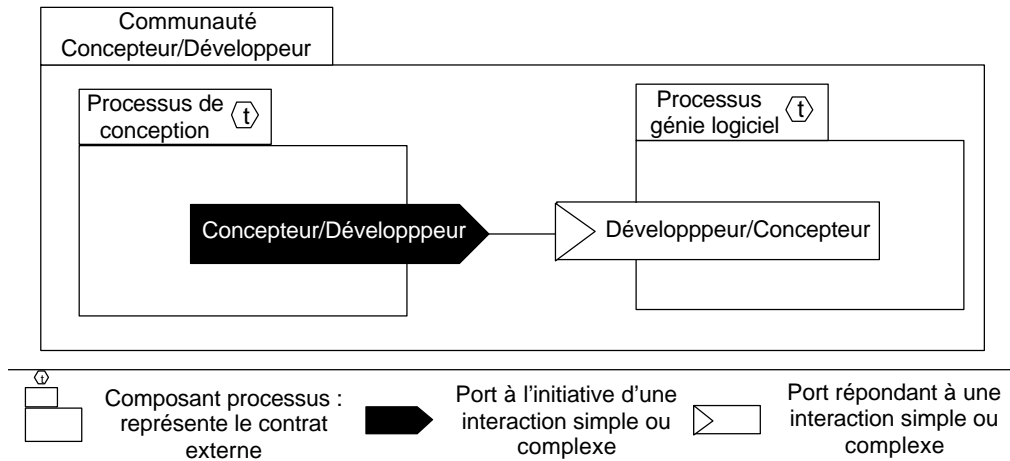 Communauté
Concepteur/Développeur
Processus de
conception
t
Processus
génie logiciel
t
Concepteur/Développpeur
Développpeur/Concepteur
t
Composant processus :
représente le contrat
externe
Port à l'initiative d'une
interaction simple ou
complexe
Port répondant à une
interaction simple ou
complexe